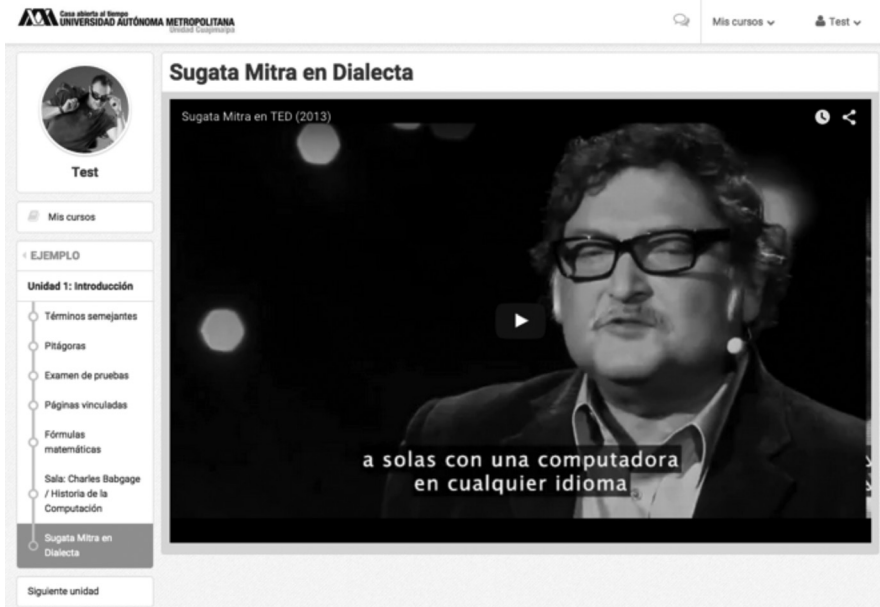 Casa abierta al tiempo
UNIVERSIDAD AUTÓNOMA METROPOLITANA
Unidad Cuajimalpa
Mis cursos
Test
Test
Mis cursos
EJEMPLO
Unidad 1: Introducción
Términos semejantes
Pitágoras
Examen de pruebas
Páginas vinculadas
Fórmulas
matemáticas
Sala: Charles Babgage
/ Historia de la
Computación
Sugata Mitra en
Dialecta
Siguiente unidad
Sugata Mitra en Dialecta
Sugata Mitra en TED (2013)
a solas con una computadora
en cualquier idioma